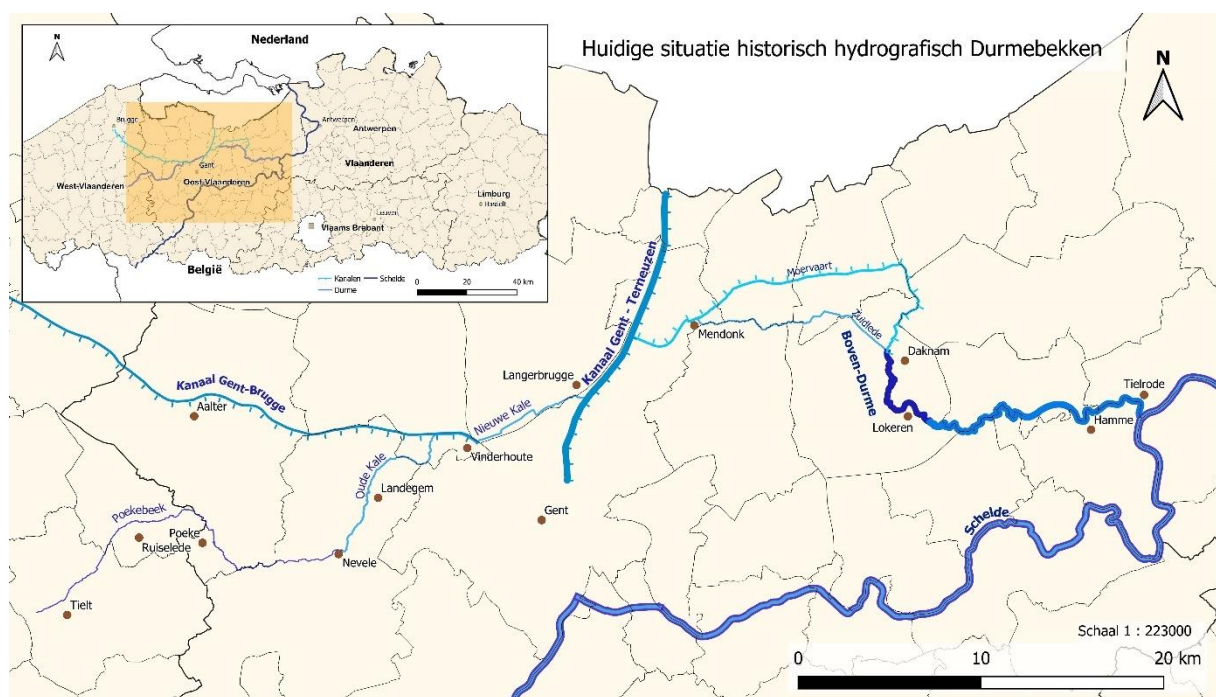 Huidige situatie historisch hydrografisch Durmebekken
N
Nederland
N
Brugge
Antwerpen
Antwerpen
Vlaanderen
Gent
West-Vlaanderen
Oost-Vlaanderen
Limburg
Hasselt
Leuven
Vlaams Brabant
België
Kanalen
Schelde
Durme
0 20 40 km
Kanaal Gent - Terneuzen
Moervaart
Mendonk
Zuidlede
Boven-Durme
Daknam
Langerbrugge
Kanaal Gent-Brugge
Aalter
Nieuwe Kale
Tielrode
Lokeren
Hamme
Vinderhoute
Oude Kale
Landegem
Gent
Schelde
Poekebeek
Poeke
Ruiselede
Nevele
Tielt
Schaal 1 : 223000
0 10 20 km